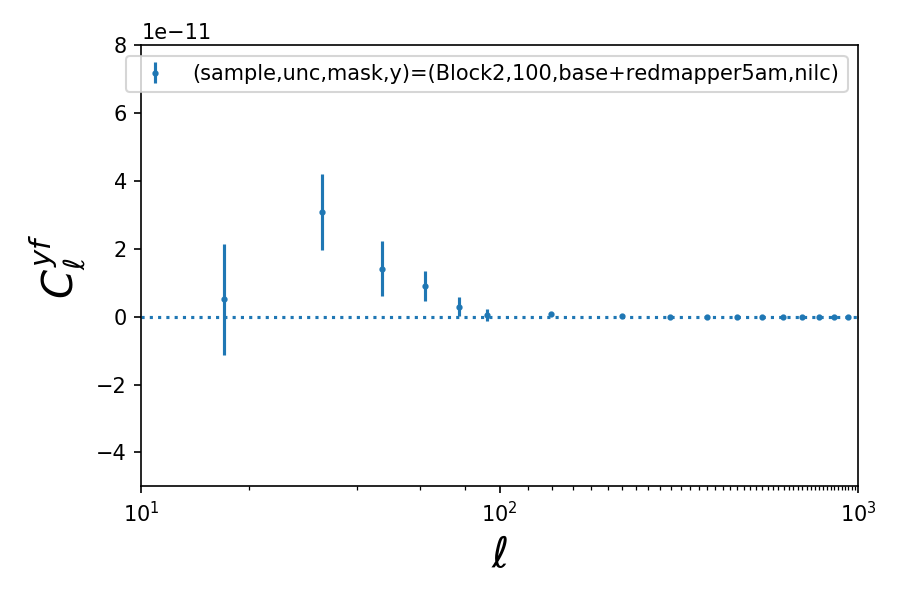 1e−11
(sample,unc,mask,y)=(Block2,100,base+redmapper5am,nilc)
8
6
4
2
0
−2
−4
C_ℓ^{yf}
10^1
10^2
10^3
ℓ